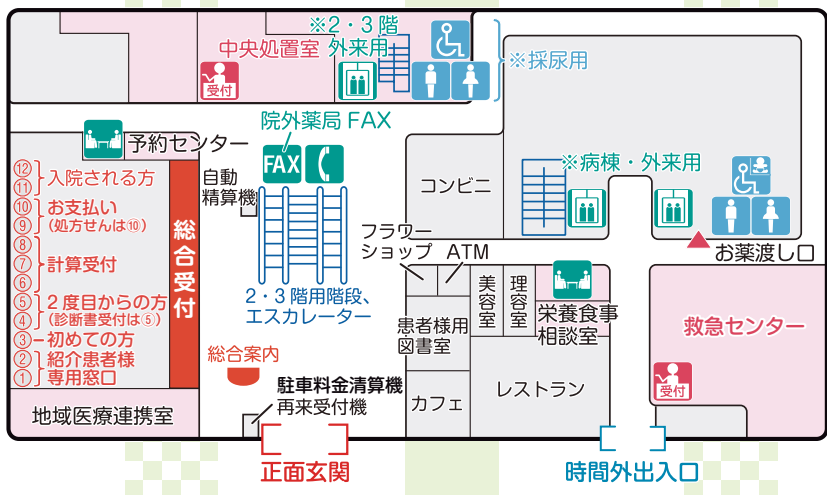 ※2・3階
外来用
中央処置室
受付
※採尿用
院外薬局 FAX
FAX
予約センター
自動
精算機
コンビニ
※病棟・外来用
⑫
⑪
入院される方
⑩
⑨
お支払い
(処方せんは⑩)
⑧
⑦
⑥
計算受付
⑤
④
2度目からの方
(診断書受付は⑤)
③
初めての方
②
①
紹介患者様
専用窓口
総合受付
フラワー
ショップ
ATM
お薬渡し口
2・3階用階段、
エスカレーター
美容室
理容室
栄養食事
相談室
患者様用
図書室
救急センター
受付
総合案内
駐車料金清算機
再来受付機
カフェ
レストラン
地域医療連携室
正面玄関
時間外出入口